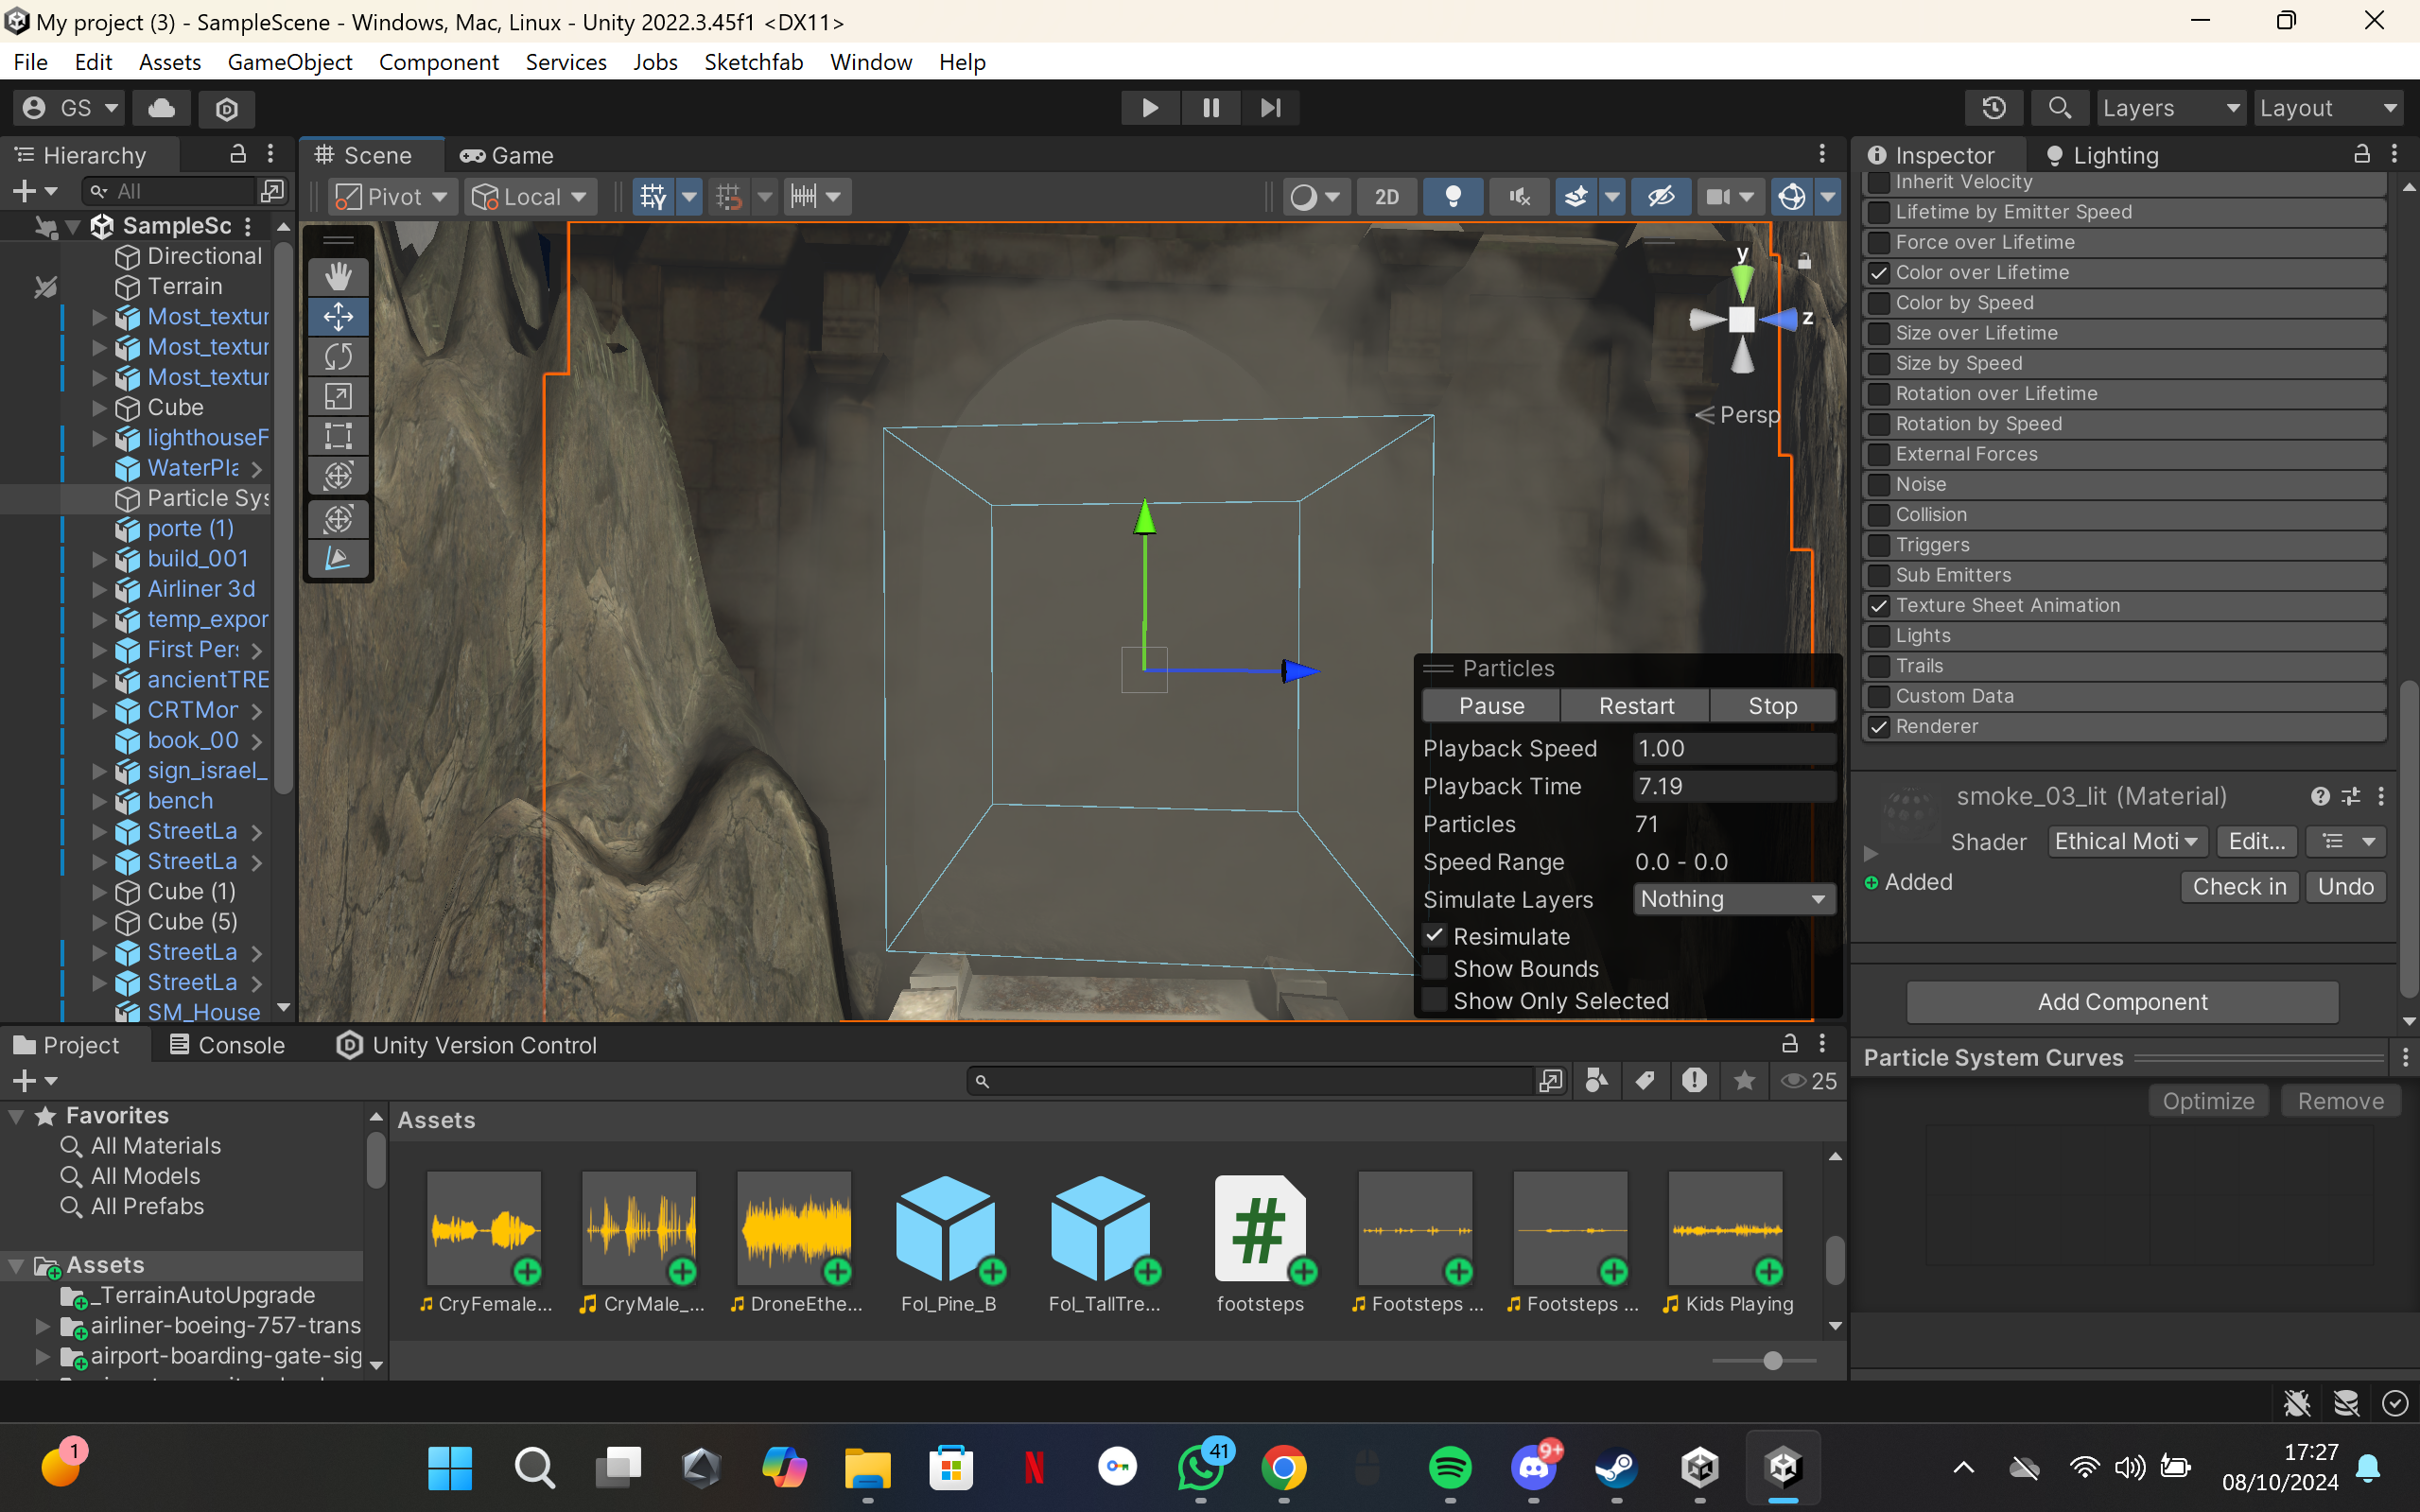 My project (3) - SampleScene - Windows, Mac, Linux - Unity 2022.3.45f1 <DX11>
File Edit Assets GameObject Component Services Jobs Sketchfab Window Help
GS Layers Layout
Hierarchy
All
SampleSc
Directional
Terrain
Most_textur
Most_textur
Most_textur
Cube
lighthouseF
WaterPla
Particle Sys
porte (1)
build_001
Airliner 3d
temp_expor
First Pers
ancientTRE
CRTMor
book_00
sign_israel_
bench
StreetLa
StreetLa
Cube (1)
Cube (5)
StreetLa
StreetLa
SM_House
Scene Game
Pivot Local 2D
y
z
Persp
Particles
Pause Restart Stop
Playback Speed 1.00
Playback Time 7.19
Particles 71
Speed Range 0.0 - 0.0
Simulate Layers Nothing
Resimulate
Show Bounds
Show Only Selected
Inspector Lighting
Inherit Velocity
Lifetime by Emitter Speed
Force over Lifetime
Color over Lifetime
Color by Speed
Size over Lifetime
Size by Speed
Rotation over Lifetime
Rotation by Speed
External Forces
Noise
Collision
Triggers
Sub Emitters
Texture Sheet Animation
Lights
Trails
Custom Data
Renderer
smoke_03_lit (Material)
Shader Ethical Moti Edit...
Added Check in Undo
Add Component
Particle System Curves
Optimize Remove
Project Console Unity Version Control
25
Favorites
All Materials
All Models
All Prefabs
Assets
_TerrainAutoUpgrade
airliner-boeing-757-trans
airport-boarding-gate-sig
Assets
CryFemale... CryMale_... DroneEthe... Fol_Pine_B Fol_TallTre... footsteps Footsteps ... Footsteps ... Kids Playing
1
41
9+
17:27
08/10/2024